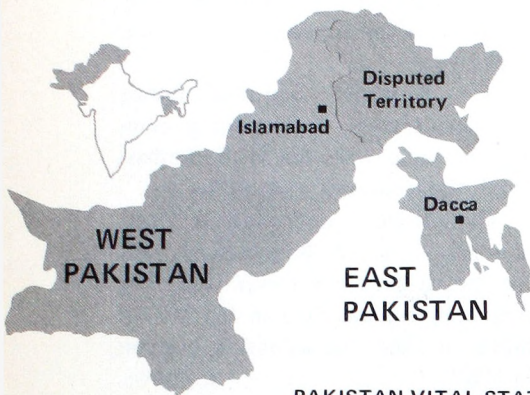 Disputed
Territory
Islamabad
Dacca
WEST
PAKISTAN
EAST
PAKISTAN
PAKISTAN VITAL